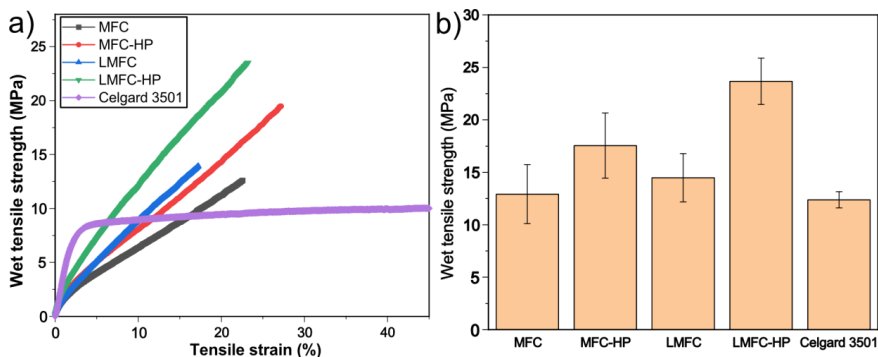 a)
MFC
MFC-HP
LMFC
LMFC-HP
Celgard 3501
Wet tensile strength (MPa)
25
20
15
10
5
0
0 10 20 30 40
Tensile strain (%)
b)
Wet tensile strength (MPa)
30
25
20
15
10
5
0
MFC MFC-HP LMFC LMFC-HP Celgard 3501